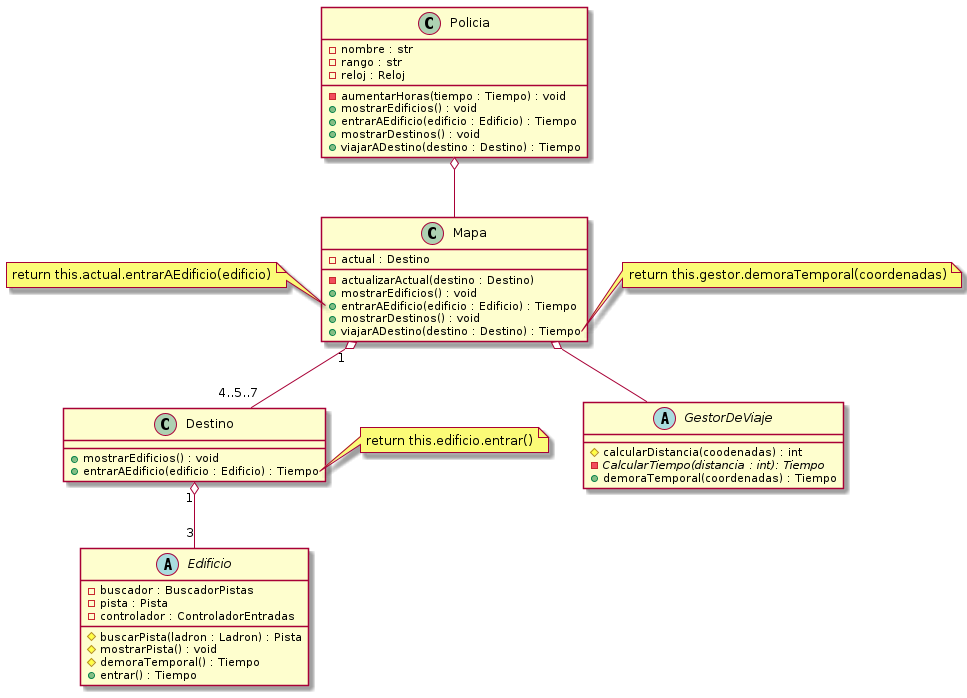 C Policia
nombre : str
rango : str
reloj : Reloj
aumentarHoras(tiempo : Tiempo) : void
mostrarEdificios() : void
entrarAEdificio(edificio : Edificio) : Tiempo
mostrarDestinos() : void
viajarADestino(destino : Destino) : Tiempo
C Mapa
actual : Destino
actualizarActual(destino : Destino)
mostrarEdificios() : void
entrarAEdificio(edificio : Edificio) : Tiempo
mostrarDestinos() : void
viajarADestino(destino : Destino) : Tiempo
return this.actual.entrarAEdificio(edificio)
return this.gestor.demoraTemporal(coordenadas)
1
4..5..7
C Destino
mostrarEdificios() : void
entrarAEdificio(edificio : Edificio) : Tiempo
return this.edificio.entrar()
A GestorDeViaje
calcularDistancia(coodenadas) : int
CalcularTiempo(distancia : int): Tiempo
demoraTemporal(coordenadas) : Tiempo
1
3
A Edificio
buscador : BuscadorPistas
pista : Pista
controlador : ControladorEntradas
buscarPista(ladron : Ladron) : Pista
mostrarPista() : void
demoraTemporal() : Tiempo
entrar() : Tiempo